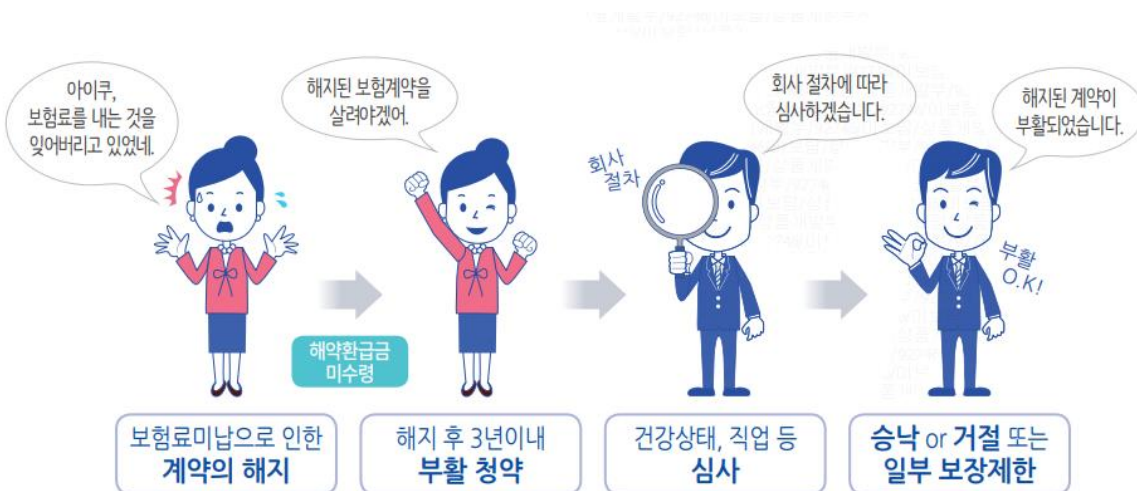 아이쿠,
보험료를 내는 것을
잊어버리고 있었네.
해지된 보험계약을
살려야겠어.
회사 절차에 따라
심사하겠습니다.
해지된 계약이
부활되었습니다.
회사
절차
부활
O.K!
해약환급금
미수령
보험료미납으로 인한
계약의 해지
해지 후 3년이내
부활 청약
건강상태, 직업 등
심사
승낙 or 거절 또는
일부 보장제한